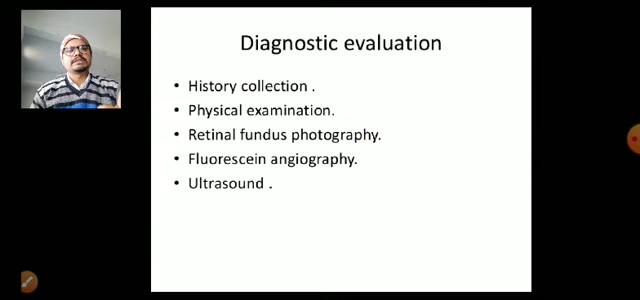 Diagnostic evaluation
• History collection .
• Physical examination.
• Retinal fundus photography.
• Fluorescein angiography.
• Ultrasound .